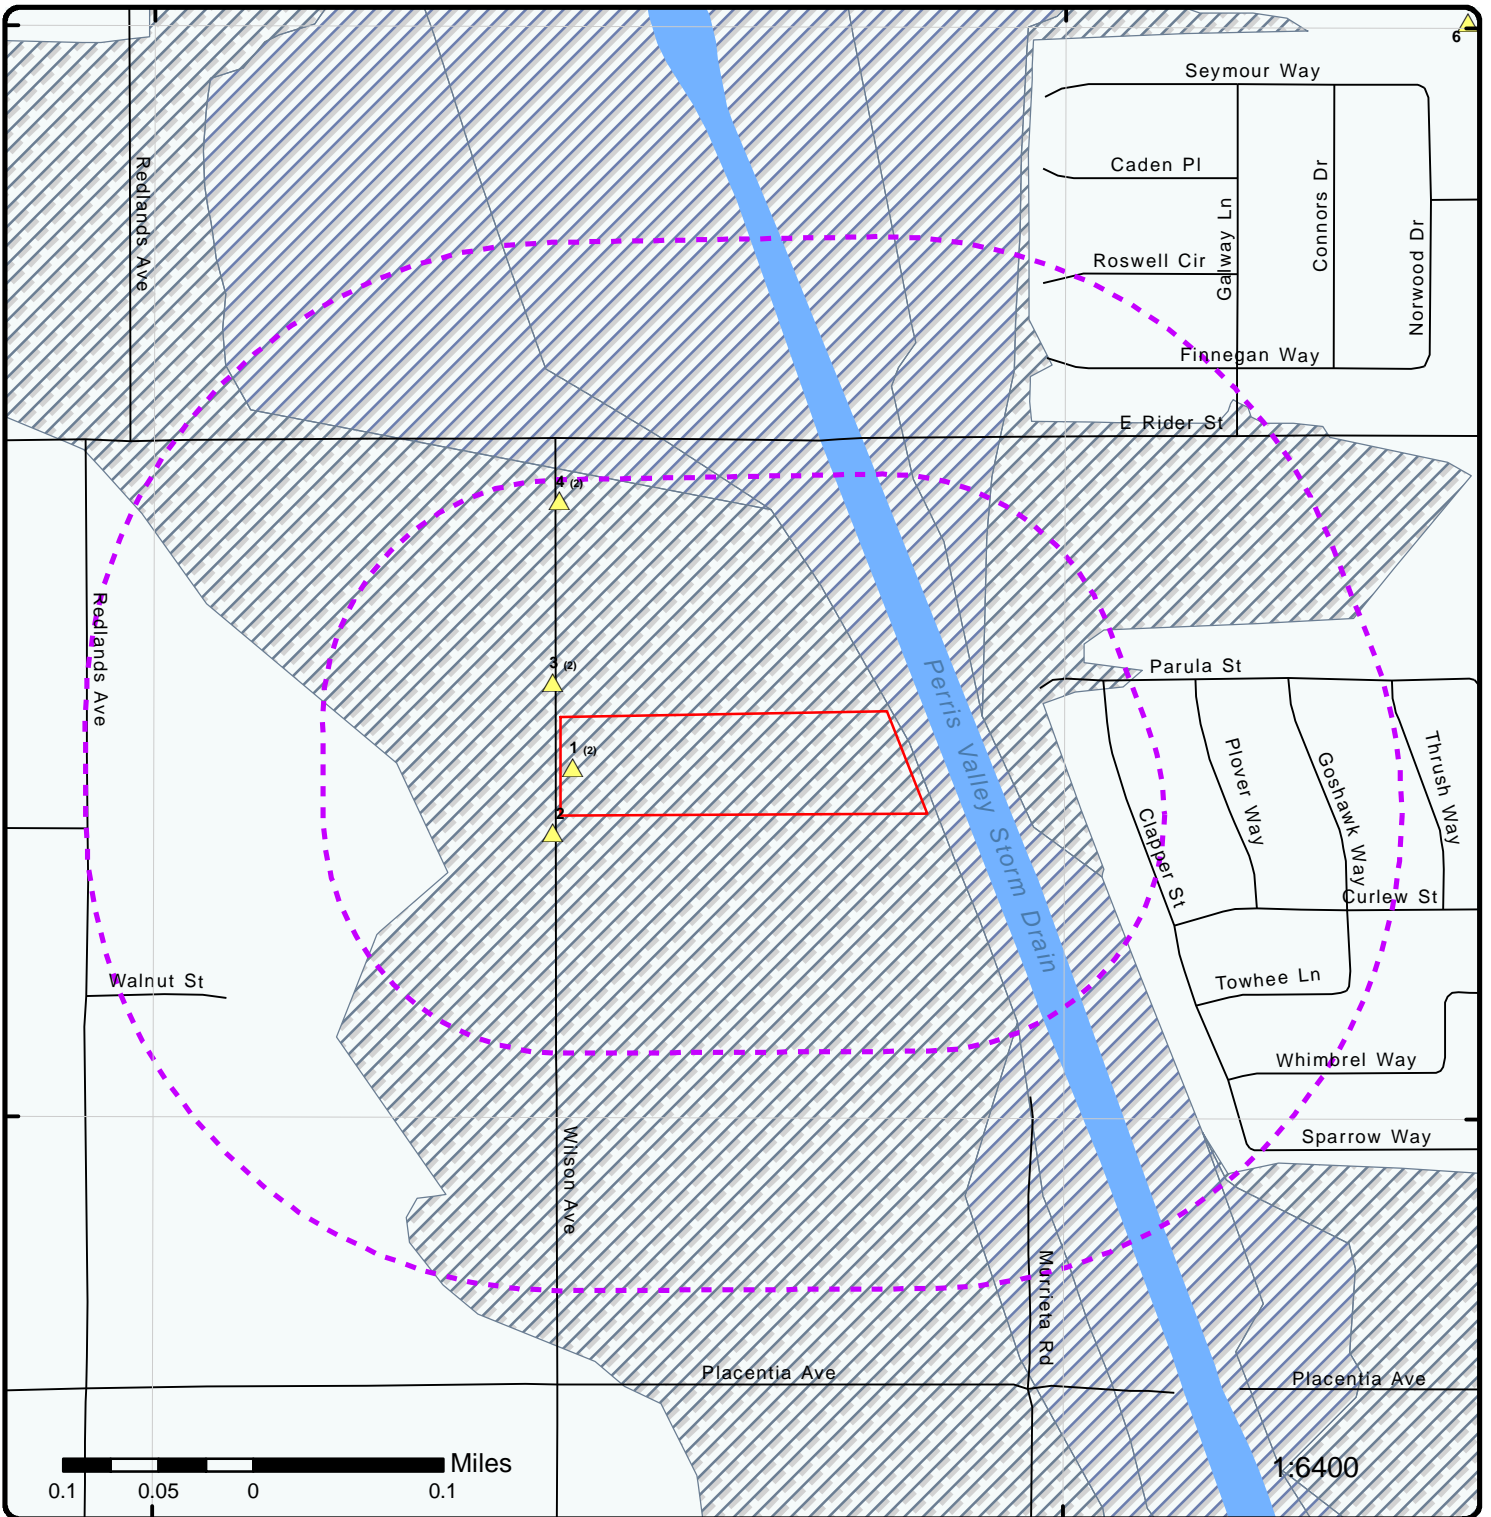 6
Seymour Way
Redlands Ave
Caden Pl
Connors Dr
Galway Ln
Norwood Dr
Roswell Cir
Finnegan Way
E Rider St
4 (2)
Redlands Ave
3 (2)
Parula St
Perris Valley Storm Drain
1 (2)
Plover Way
Goshawk Way
Thrush Way
2
Clapper St
Curlew St
Walnut St
Towhee Ln
Whimbrel Way
Wilson Ave
Sparrow Way
Murrieta Rd
Placentia Ave
Placentia Ave
Miles
1:6400
0.1 0.05 0 0.1